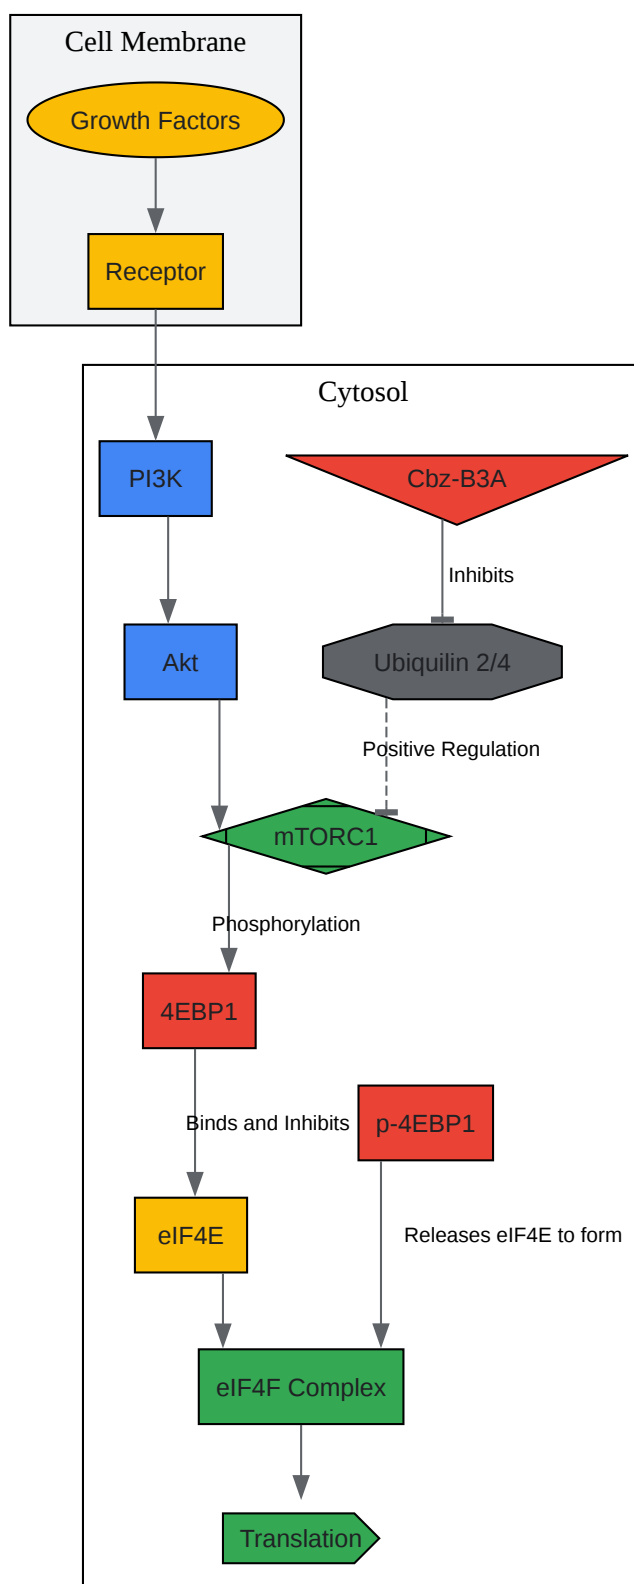 Cell Membrane
Growth Factors
Receptor
Cytosol
PI3K
Cbz-B3A
Inhibits
Akt
Ubiquilin 2/4
Positive Regulation
mTORC1
Phosphorylation
4EBP1
Binds and Inhibits
p-4EBP1
eIF4E
Releases eIF4E to form
eIF4F Complex
Translation